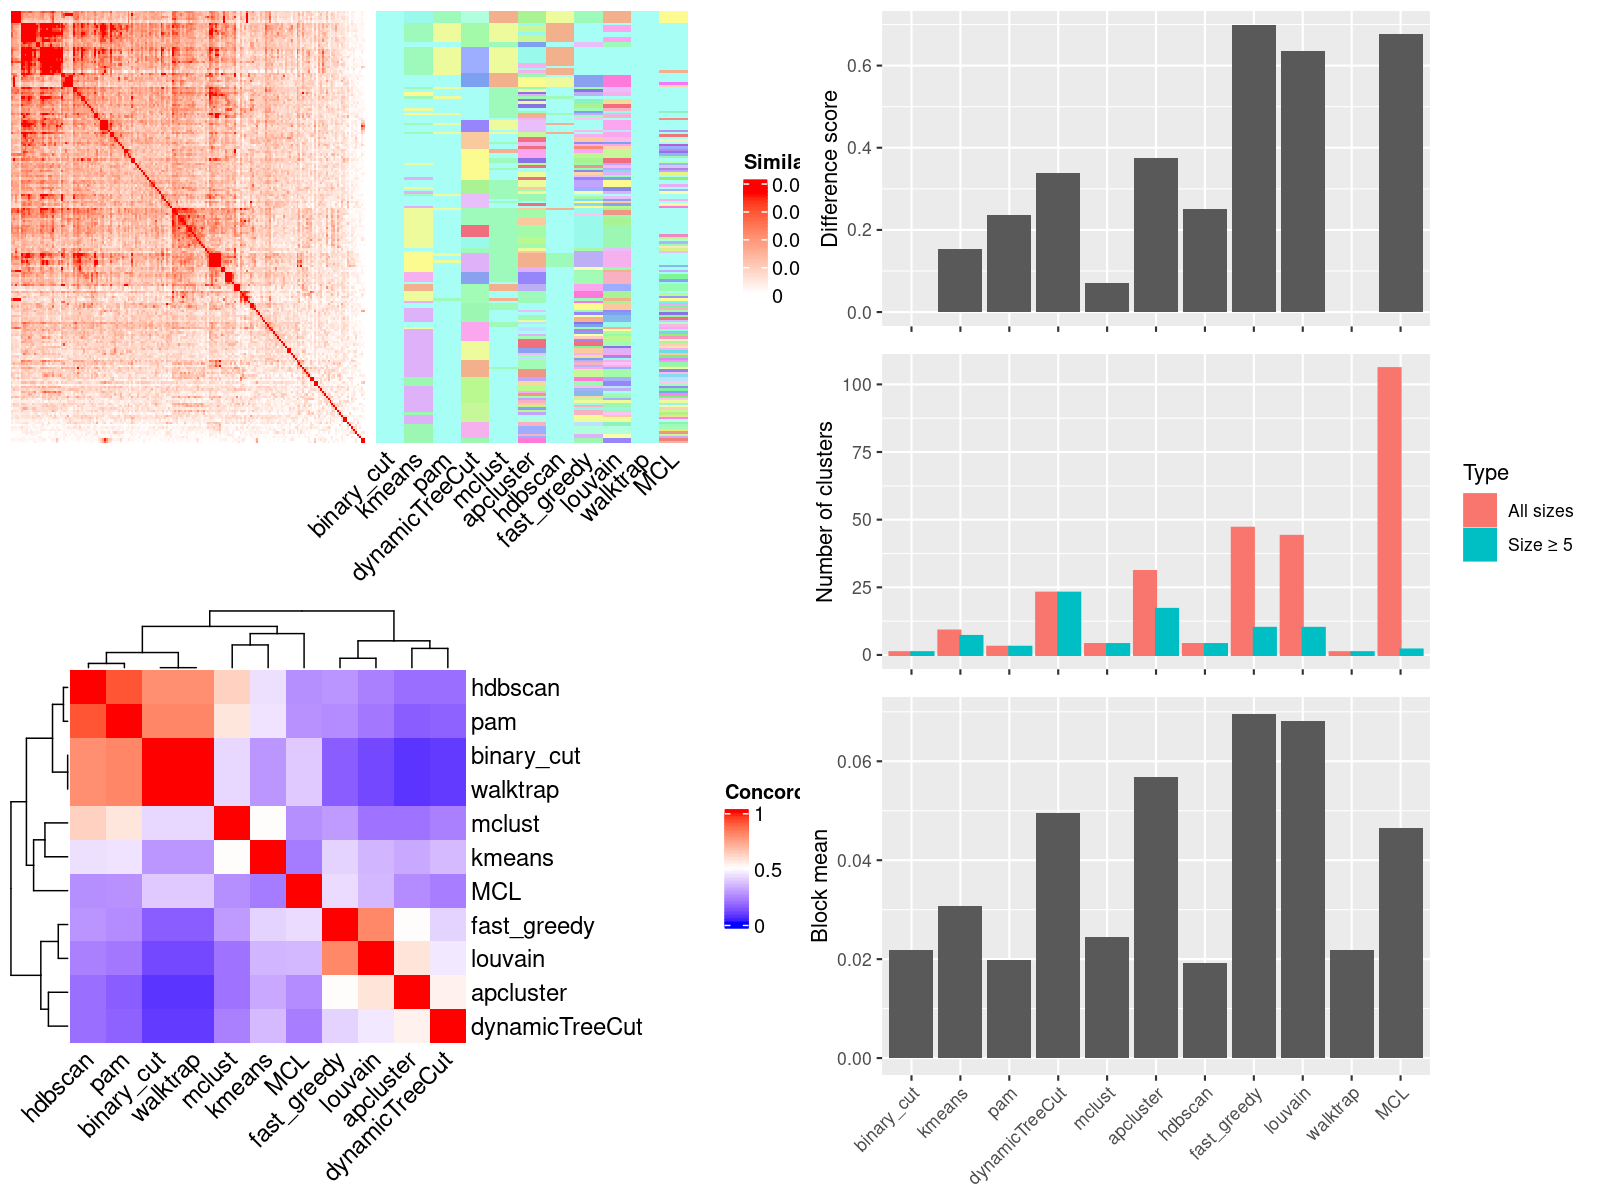 Simila
0.0
0.0
0.0
0.0
0
binary_cut
kmeans
pam
dynamicTreeCut
mclust
apcluster
hdbscan
fast_greedy
louvain
walktrap
MCL
hdbscan
pam
binary_cut
walktrap
mclust
kmeans
MCL
fast_greedy
louvain
apcluster
dynamicTreeCut
hdbscan
pam
binary_cut
walktrap
mclust
kmeans
MCL
fast_greedy
louvain
apcluster
dynamicTreeCut
Concord
1
0.5
0
Difference score
0.6
0.4
0.2
0.0
Number of clusters
100
75
50
25
0
Type
All sizes
Size ≥ 5
Block mean
0.06
0.04
0.02
0.00
binary_cut
kmeans
pam
dynamicTreeCut
mclust
apcluster
hdbscan
fast_greedy
louvain
walktrap
MCL